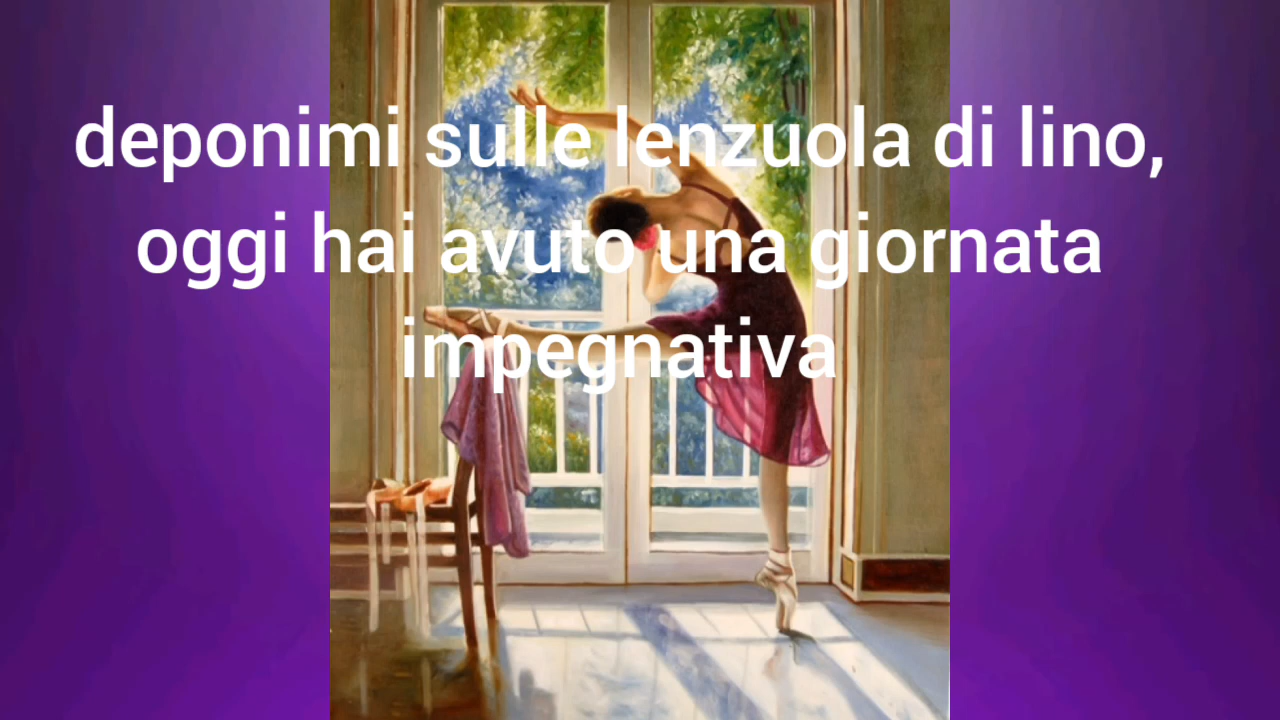 deponimi sulle lenzuola di lino,
oggi hai avuto una giornata
impegnativa